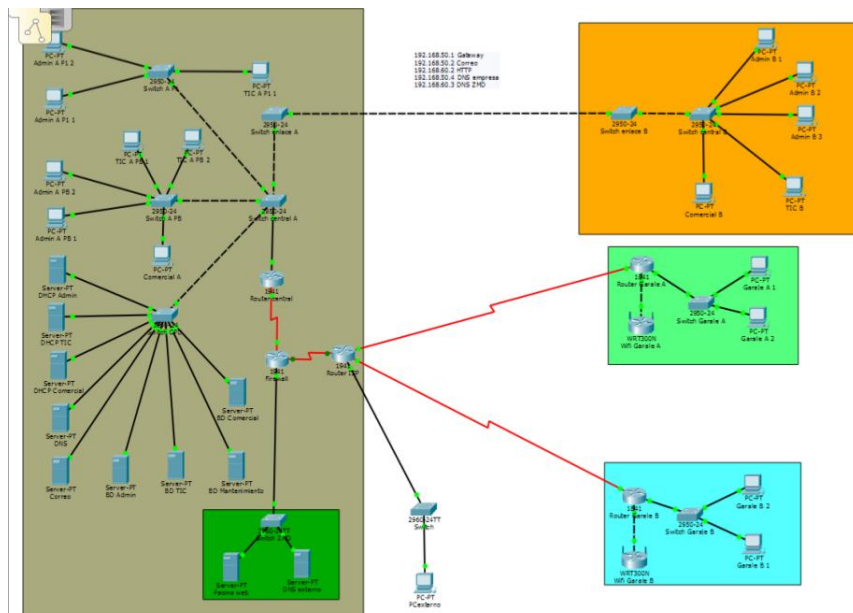 PC-PT
Admin A P1 2
2950-24
Switch A P1
PC-PT
TIC A P1 1
PC-PT
Admin A P1 1
2950-24
Switch enlace A
192.168.50.1 Gateway
192.168.50.2 Correo
192.168.60.2 HTTP
192.168.50.4 DNS empresa
192.168.60.3 DNS ZMD
PC-PT
Admin B 1
PC-PT
Admin B 2
2950-24
Switch enlace B
2950-24
Switch central B
PC-PT
Admin B 3
PC-PT
Comercial B
PC-PT
TIC B
PC-PT
TIC A PB 1
PC-PT
TIC A PB 2
PC-PT
Admin A PB 2
2950-24
Switch A PB
2950-24
Switch central A
PC-PT
Admin A PB 1
PC-PT
Comercial A
Server-PT
DHCP Admin
1841
Router central
Server-PT
DHCP TIC
Server-PT
DHCP Comercial
1841
Firewall
1841
Router ISP
Server-PT
BD Comercial
Server-PT
DNS
Server-PT
Correo
Server-PT
BD Admin
Server-PT
BD TIC
Server-PT
BD Mantenimiento
2960-24TT
Switch ZMD
Server-PT
Pagina web
Server-PT
DNS externo
2960-24TT
Switch
PC-PT
PCexterno
1841
Router Garaje A
PC-PT
Garaje A 1
2950-24
Switch Garaje A
WRT300N
Wifi Garaje A
PC-PT
Garaje A 2
1841
Router Garaje B
PC-PT
Garaje B 2
2950-24
Switch Garaje B
WRT300N
Wifi Garaje B
PC-PT
Garaje B 1